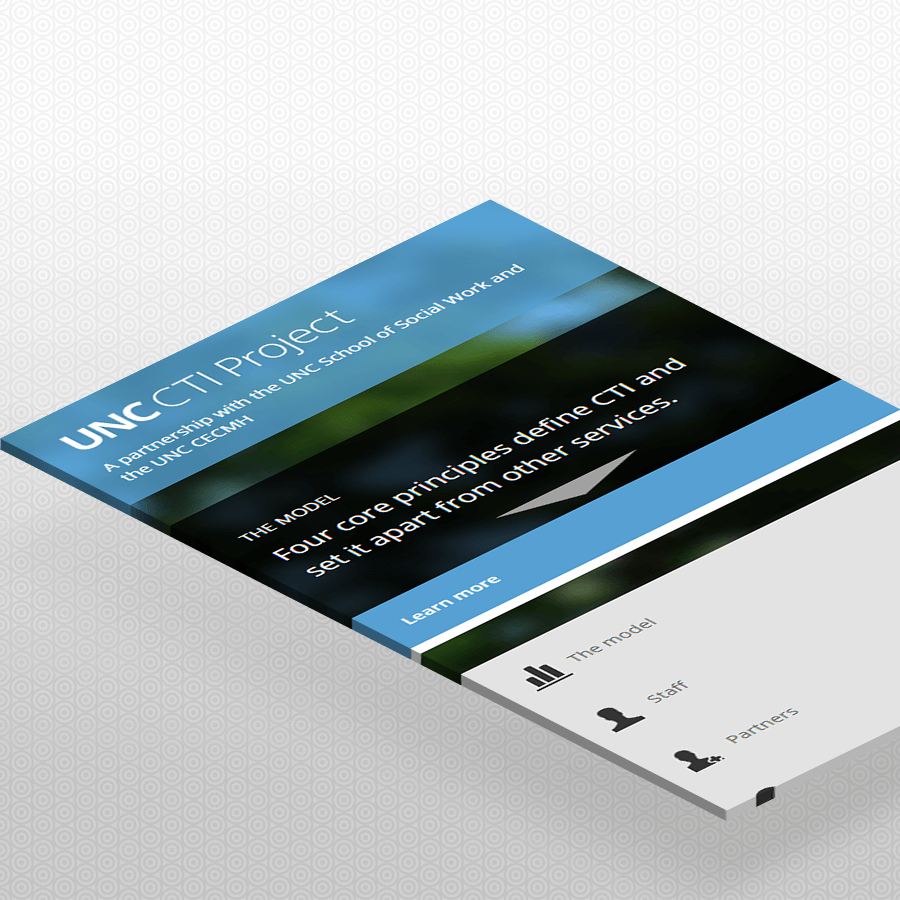 UNC CTI Project
A partnership with the UNC School of Social Work and
the UNC CECMH
THE MODEL
Four core principles define CTI and
set it apart from other services.
Learn more
The model
Staff
Partners